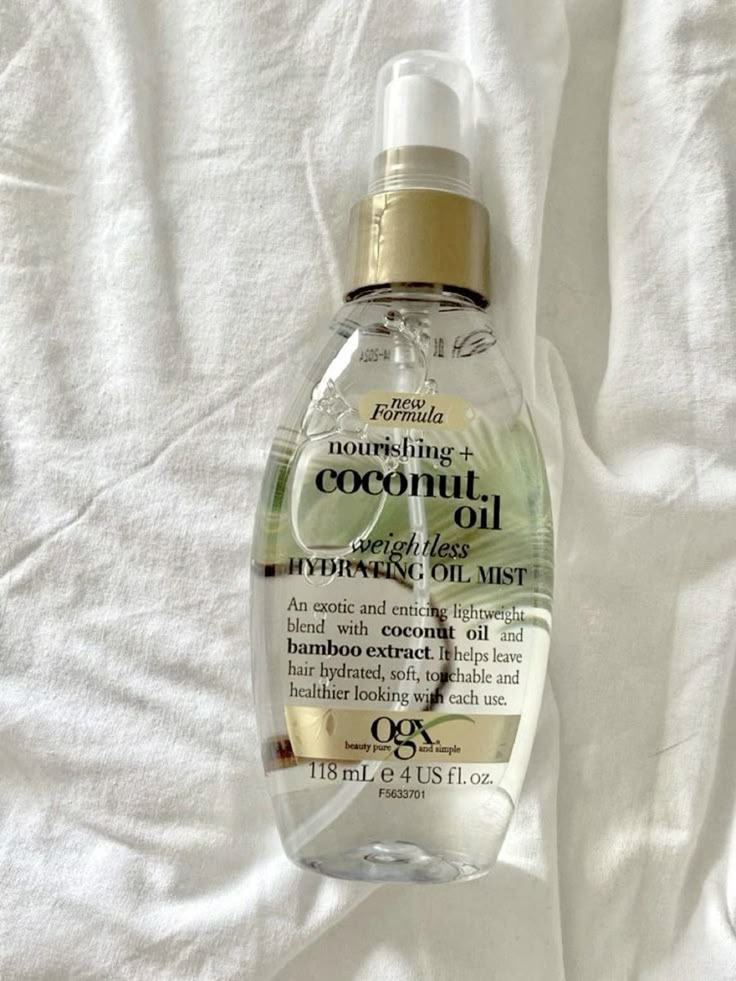 new
Formula
nourishing +
coconut
oil
weightless
HYDRATING OIL MIST
An exotic and enticing lightweight
blend with coconut oil and
bamboo extract. It helps leave
hair hydrated, soft, touchable and
healthier looking with each use.
ogx®
beauty pure and simple
118 mL e 4 US fl. oz.
F5633701